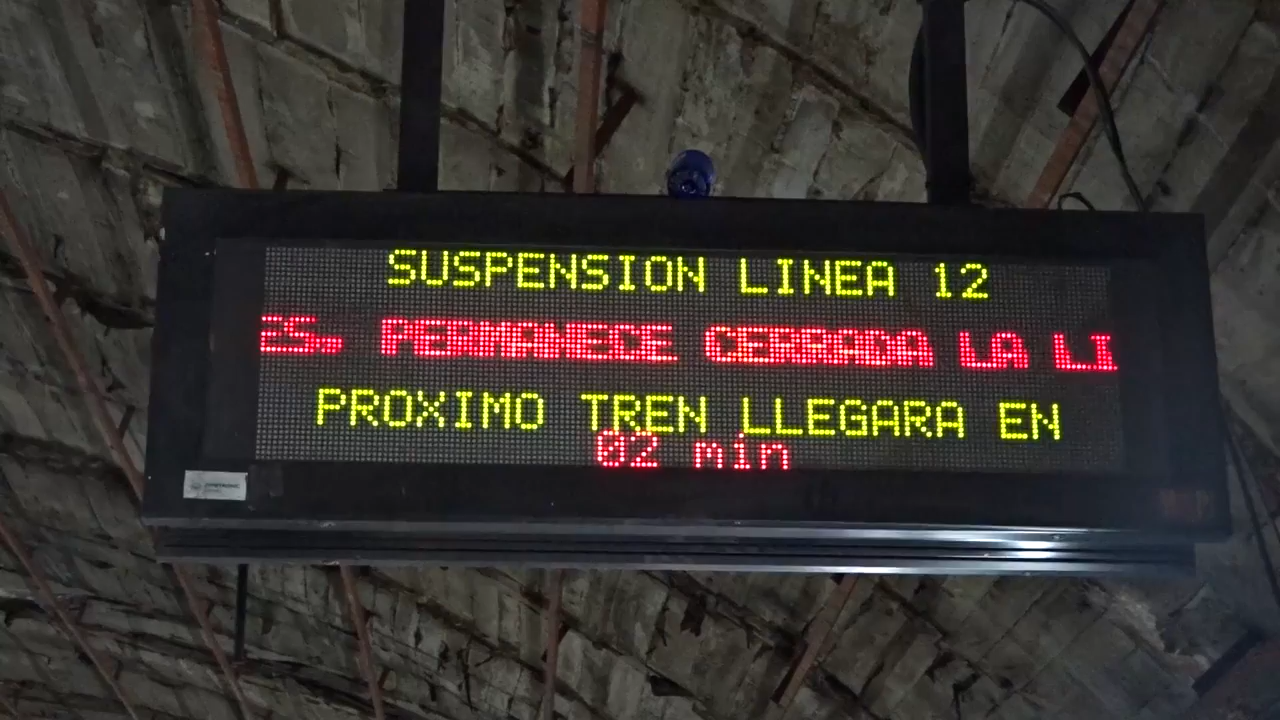 SUSPENSION LINEA 12
ES. PERMANECE CERRADA LA LI
PROXIMO TREN LLEGARA EN
02 min